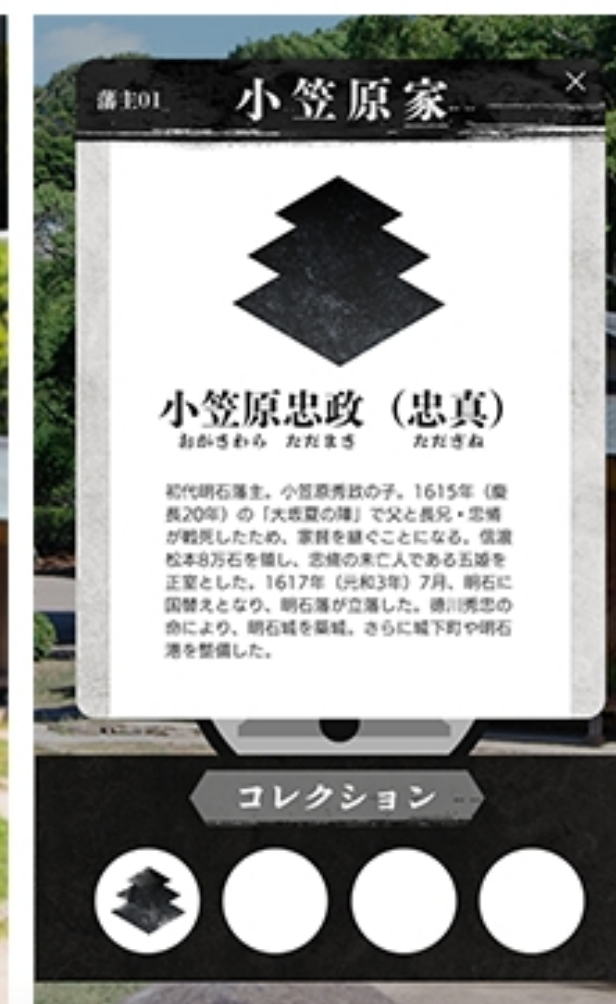 藩主01
小笠原家
×
小笠原忠政（忠真）
おがさわら ただまさ ただざね
初代明石藩主。小笠原秀政の子。1615年（慶
長20年）の「大坂夏の陣」で父と長兄・忠脩
が戦死したため、家督を継ぐことになる。信濃
松本8万石を領し、忠脩の未亡人である五姫を
正室とした。1617年（元和3年）7月、明石に
国替えとなり、明石藩が立藩した。徳川秀忠の
命により、明石城を築城。さらに城下町や明石
港を整備した。
コレクション